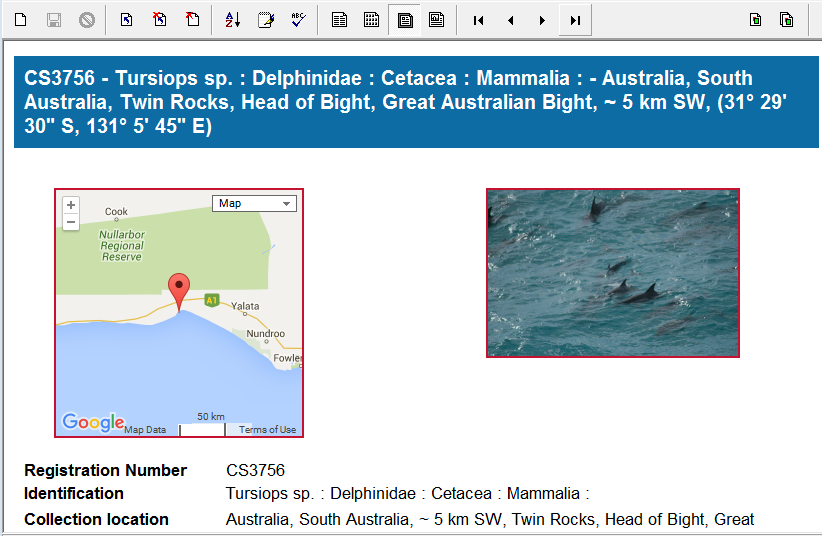 CS3756 - Tursiops sp. : Delphinidae : Cetacea : Mammalia : - Australia, South
Australia, Twin Rocks, Head of Bight, Great Australian Bight, ~ 5 km SW, (31° 29'
30" S, 131° 5' 45" E)
Map
Cook
Nullarbor
Regional
Reserve
A1
Yalata
Nundroo
Fowler
50 km
Google
Map Data
Terms of Use
Registration Number CS3756
Identification Tursiops sp. : Delphinidae : Cetacea : Mammalia :
Collection location Australia, South Australia, ~ 5 km SW, Twin Rocks, Head of Bight, Great